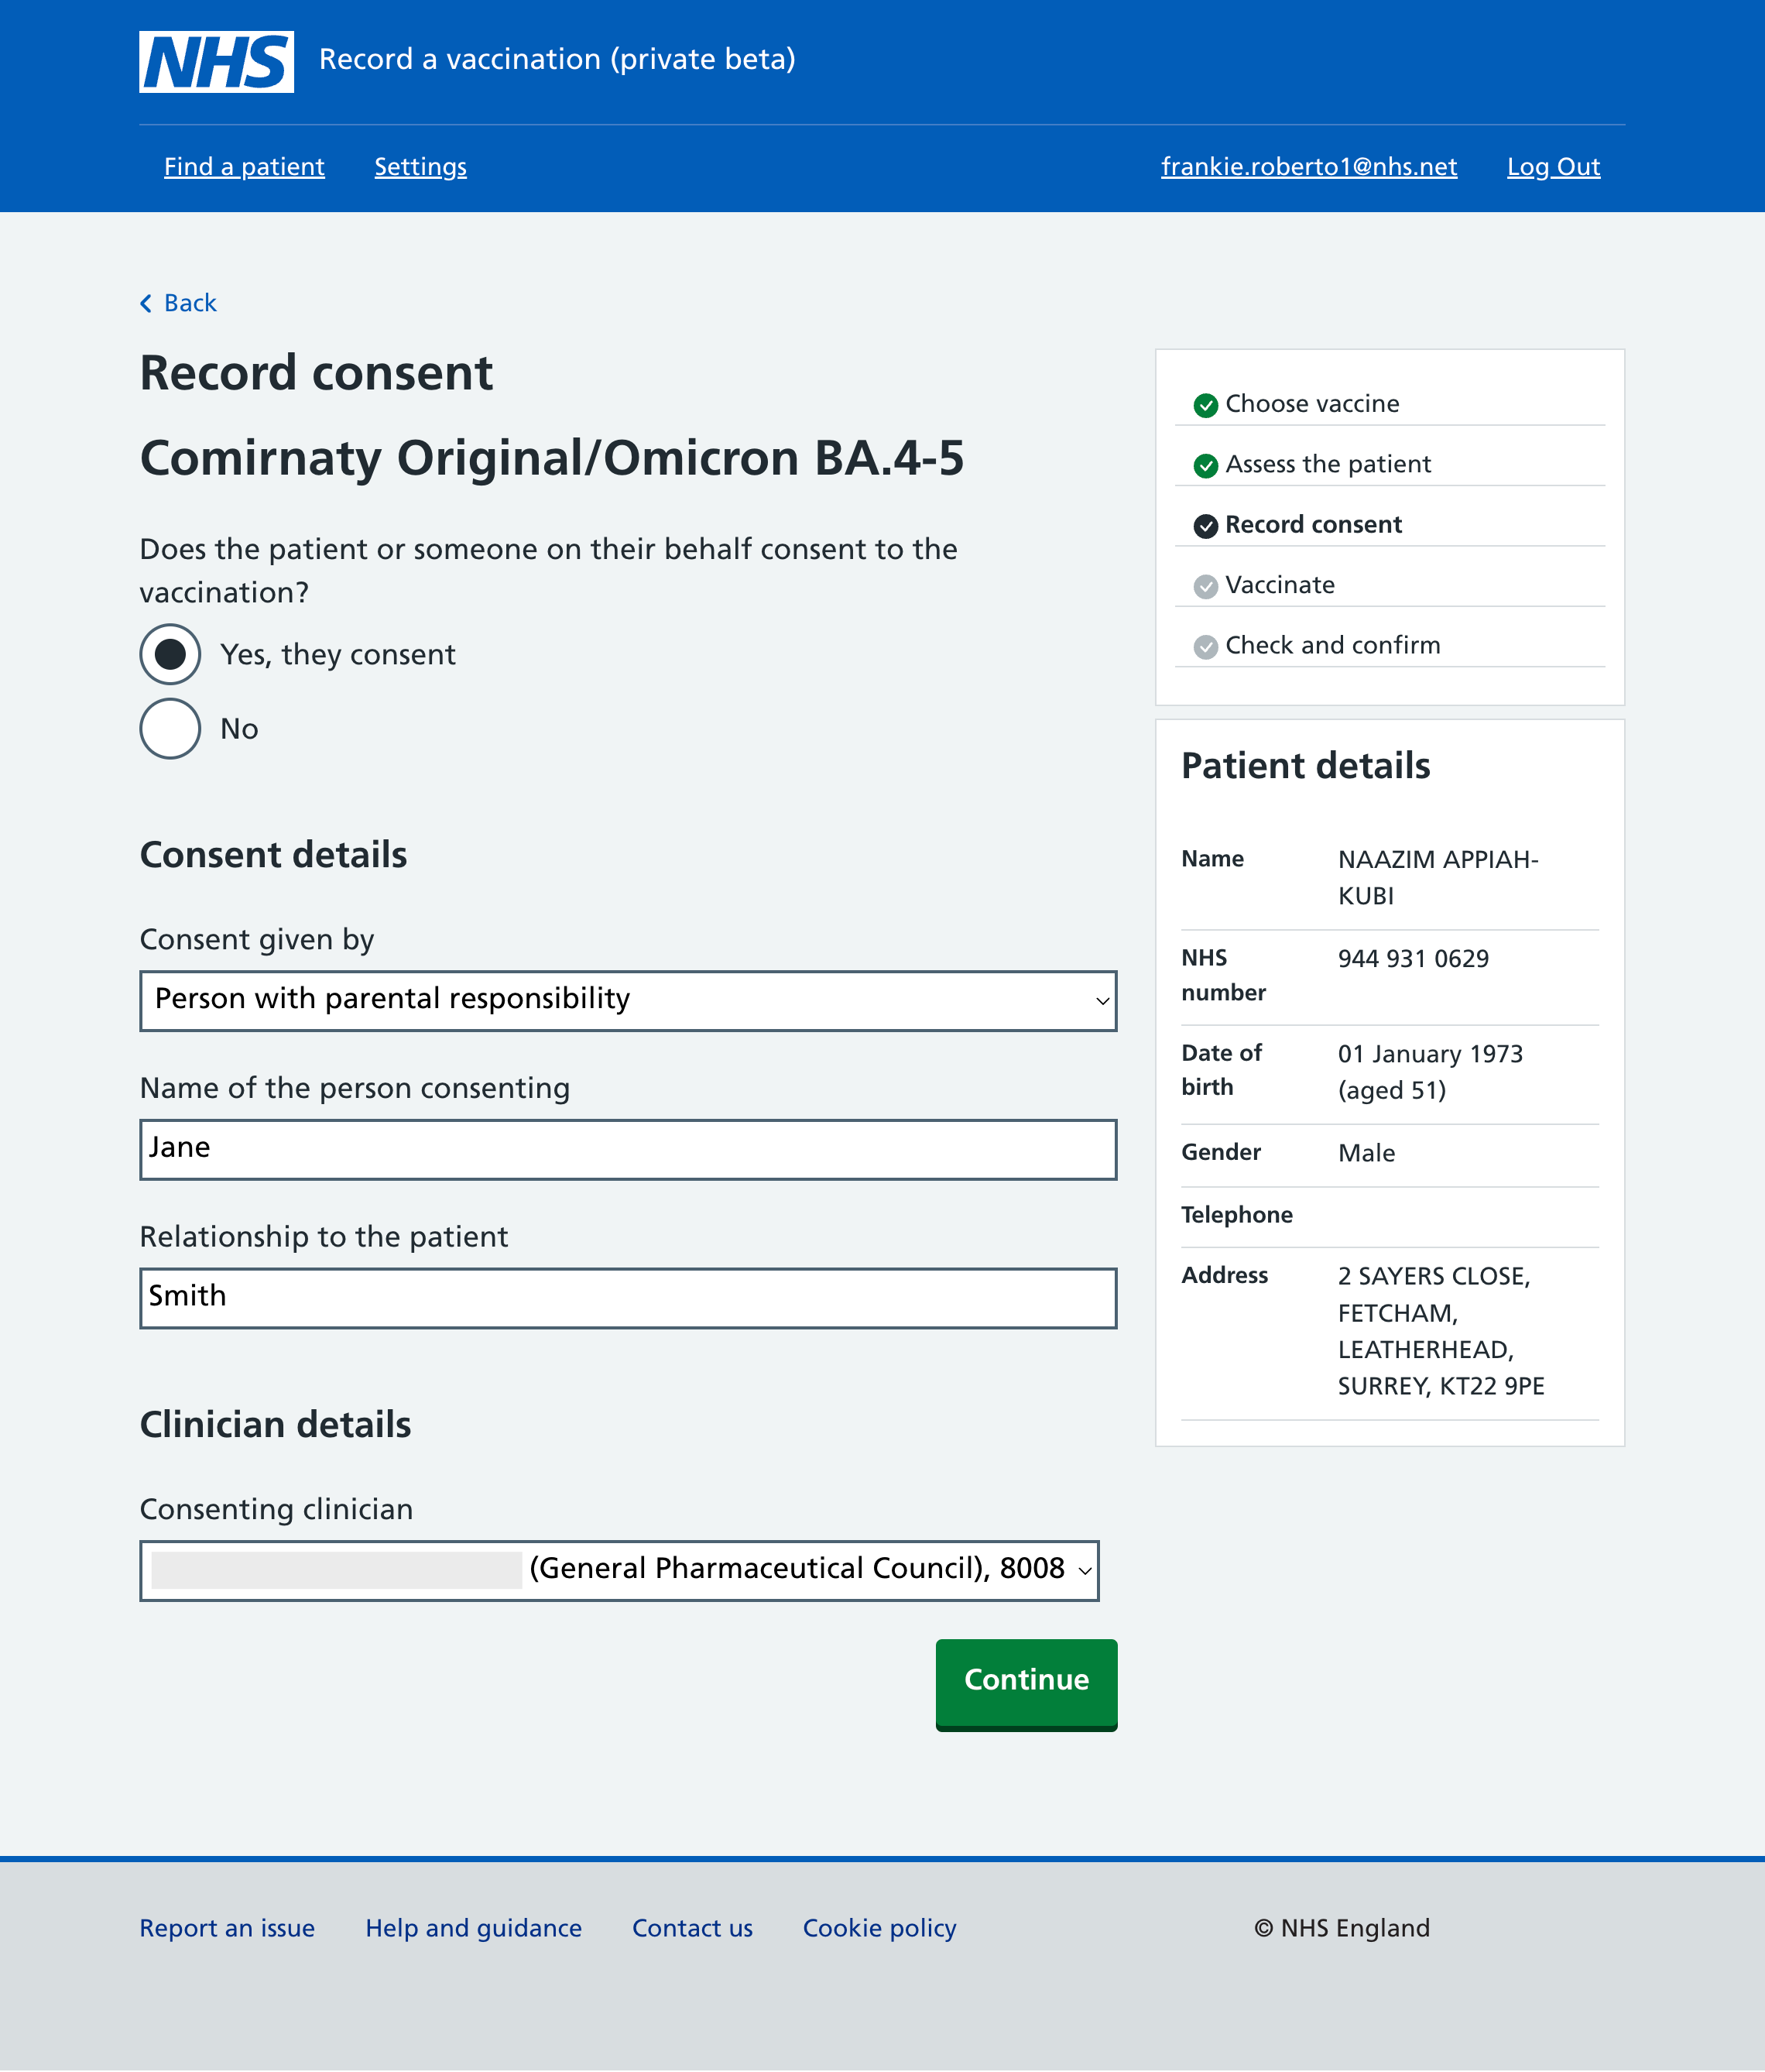 NHS Record a vaccination (private beta)
Find a patient Settings frankie.roberto1@nhs.net Log Out
Back
Record consent
Comirnaty Original/Omicron BA.4-5
Does the patient or someone on their behalf consent to the
vaccination?
Yes, they consent
No
Consent details
Consent given by
Person with parental responsibility
Name of the person consenting
Jane
Relationship to the patient
Smith
Clinician details
Consenting clinician
(General Pharmaceutical Council), 8008
Continue
Choose vaccine
Assess the patient
Record consent
Vaccinate
Check and confirm
Patient details
Name NAAZIM APPIAH-
KUBI
NHS 944 931 0629
number
Date of 01 January 1973
birth (aged 51)
Gender Male
Telephone
Address 2 SAYERS CLOSE,
FETCHAM,
LEATHERHEAD,
SURREY, KT22 9PE
Report an issue Help and guidance Contact us Cookie policy © NHS England